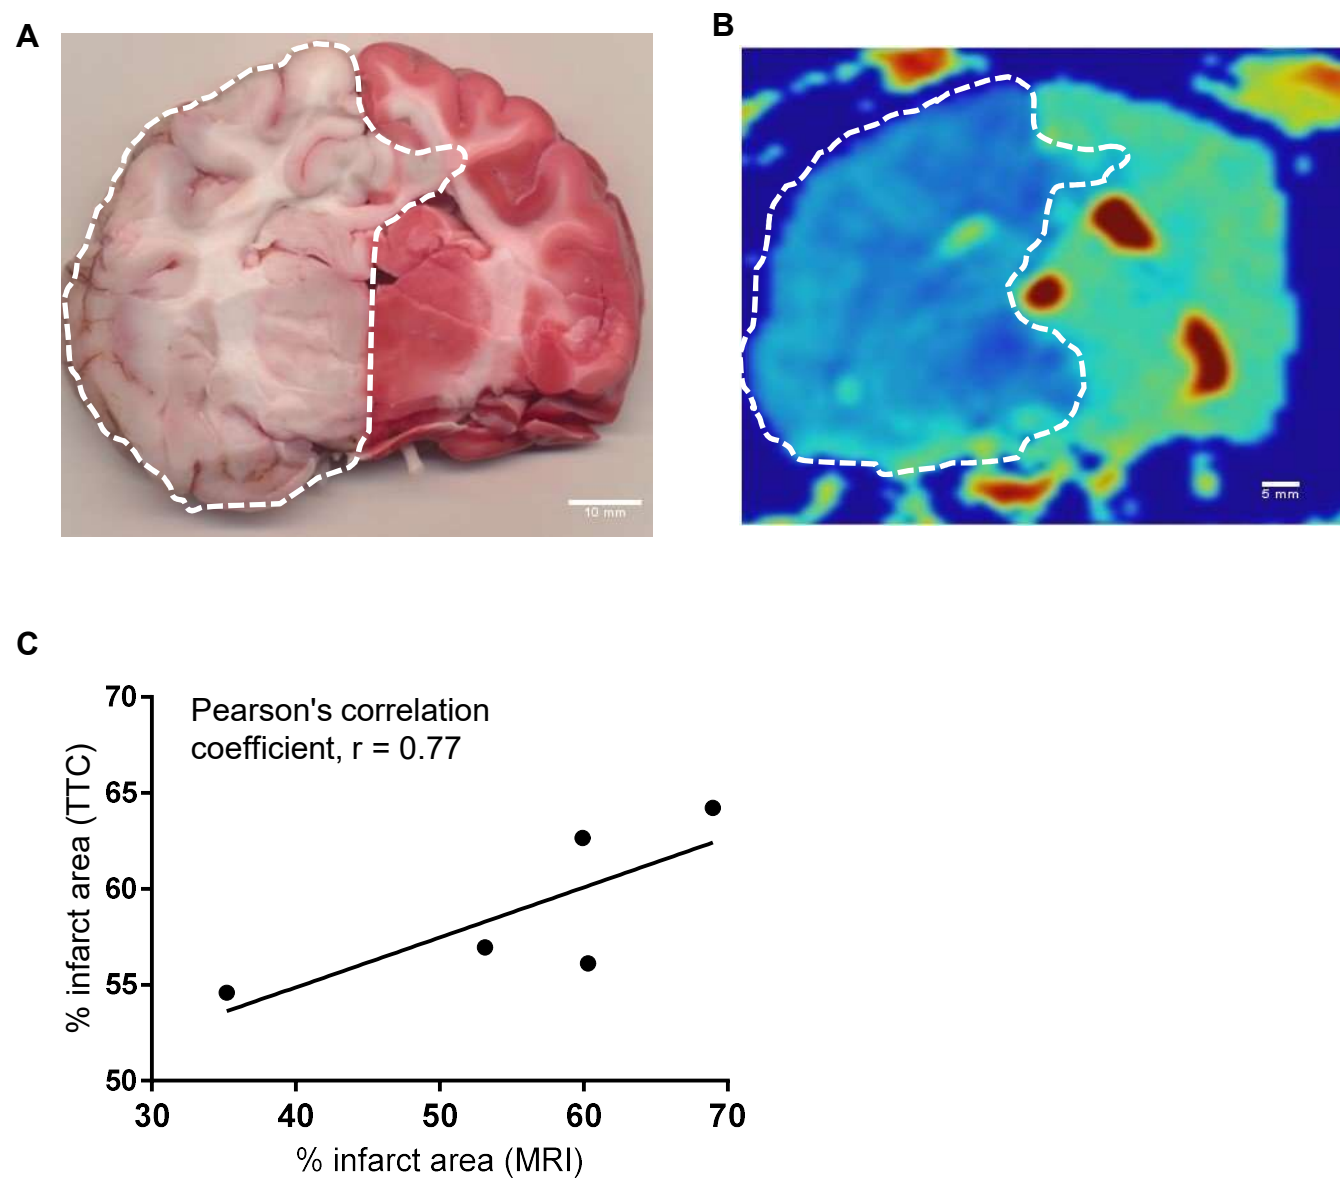 A
B
10 mm
5 mm
C
Pearson's correlation
coefficient, r = 0.77
% infarct area (TTC)
70
65
60
55
50
30 40 50 60 70
% infarct area (MRI)